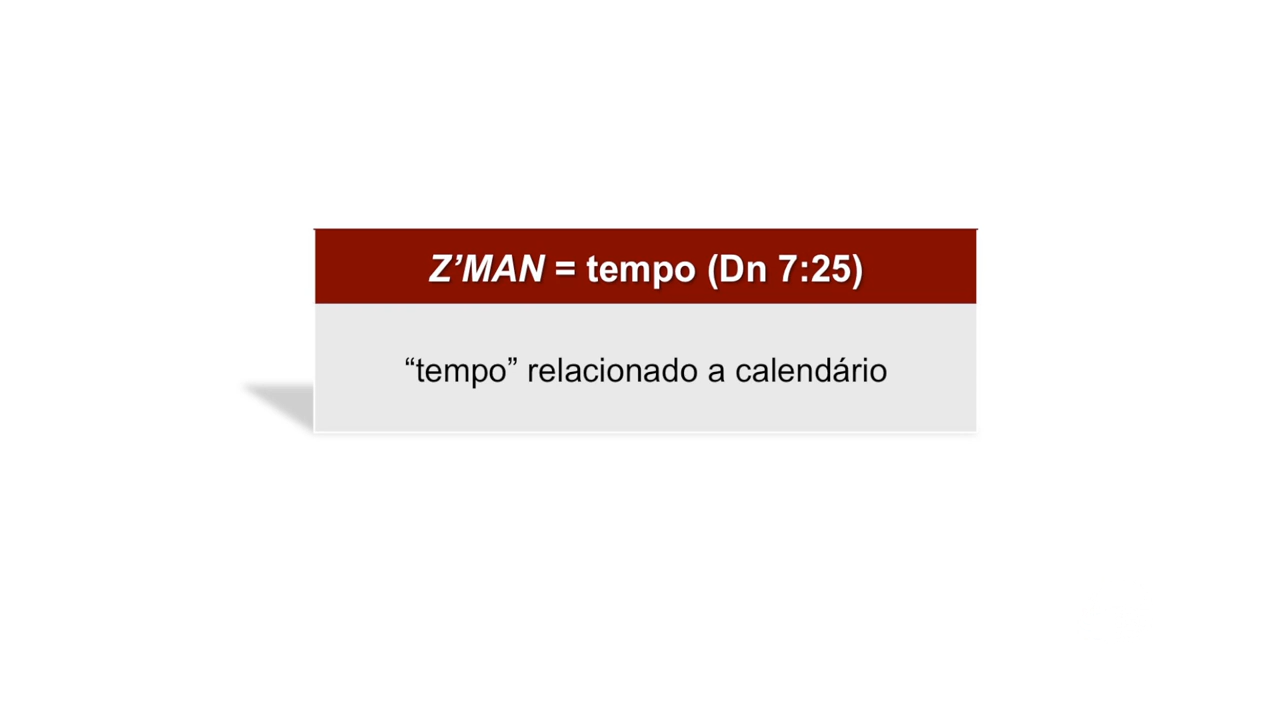 Z’MAN = tempo (Dn 7:25)
“tempo” relacionado a calendário